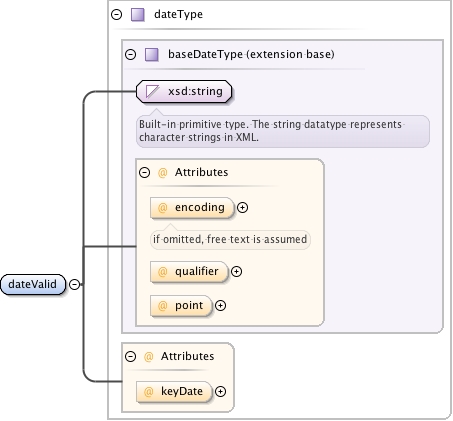 dateType
baseDateType (extension base)
xsd:string
Built-in primitive type. The string datatype represents
character strings in XML.
@ Attributes
@ encoding
if omitted, free text is assumed
@ qualifier
@ point
dateValid
@ Attributes
@ keyDate